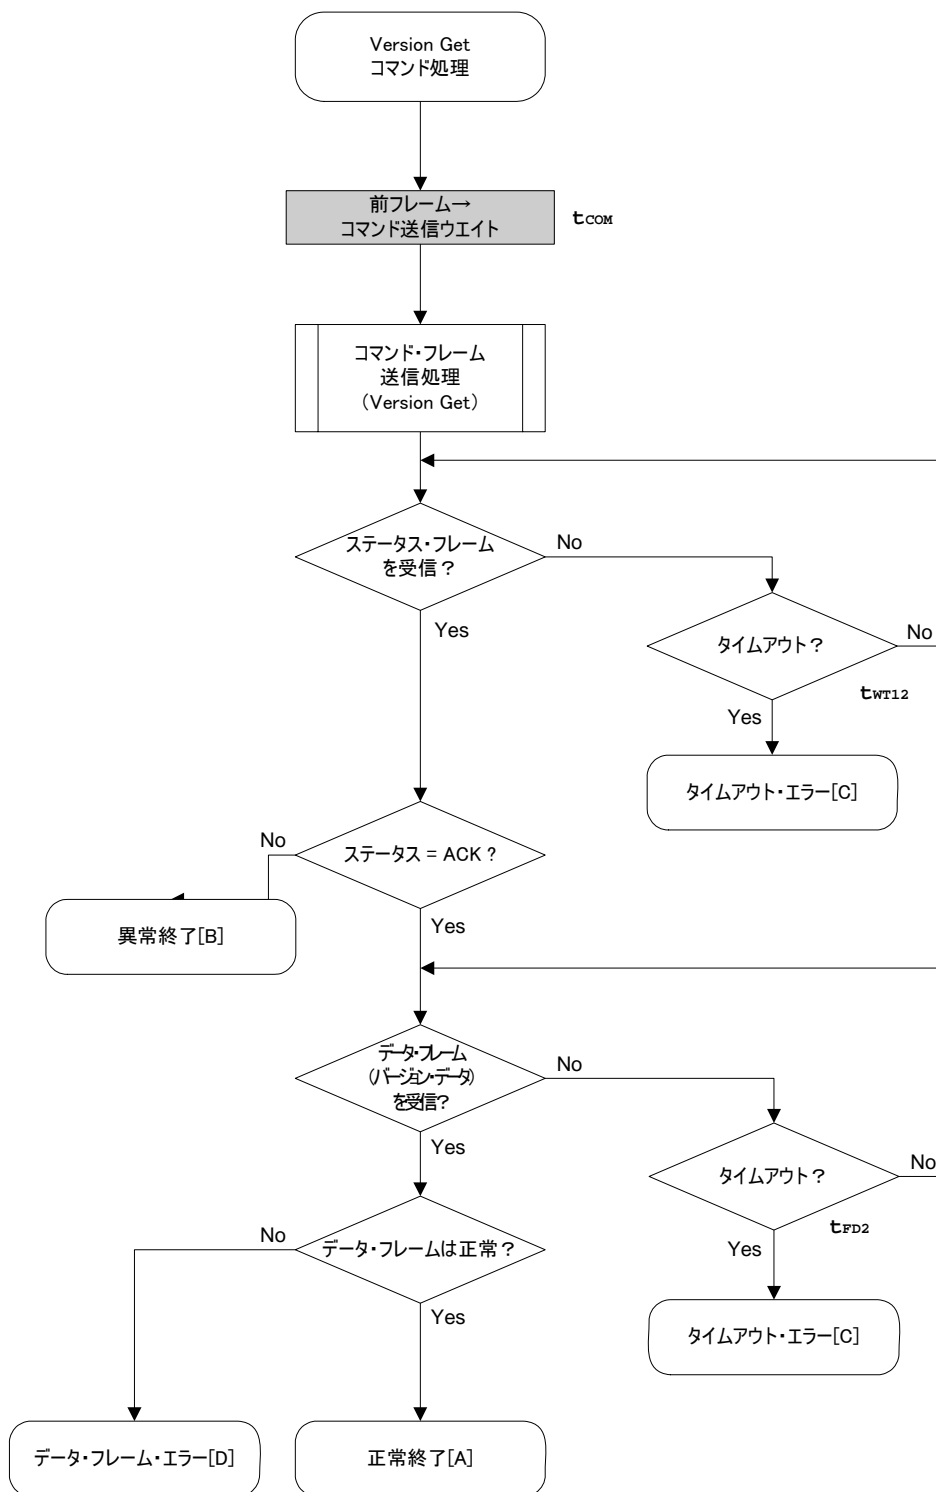 Version Get
コマンド処理
前フレーム→
コマンド送信ウエイト
tCOM
コマンド・フレーム
送信処理
（Version Get）
ステータス・フレーム
を受信？
No
Yes
タイムアウト？
No
tWT12
Yes
タイムアウト・エラー[C]
ステータス = ACK？
No
異常終了[B]
Yes
データ・フレーム
（バージョン・データ）
を受信？
No
Yes
タイムアウト？
No
tFD2
Yes
タイムアウト・エラー[C]
データ・フレームは正常？
No
Yes
データ・フレーム・エラー[D]
正常終了[A]